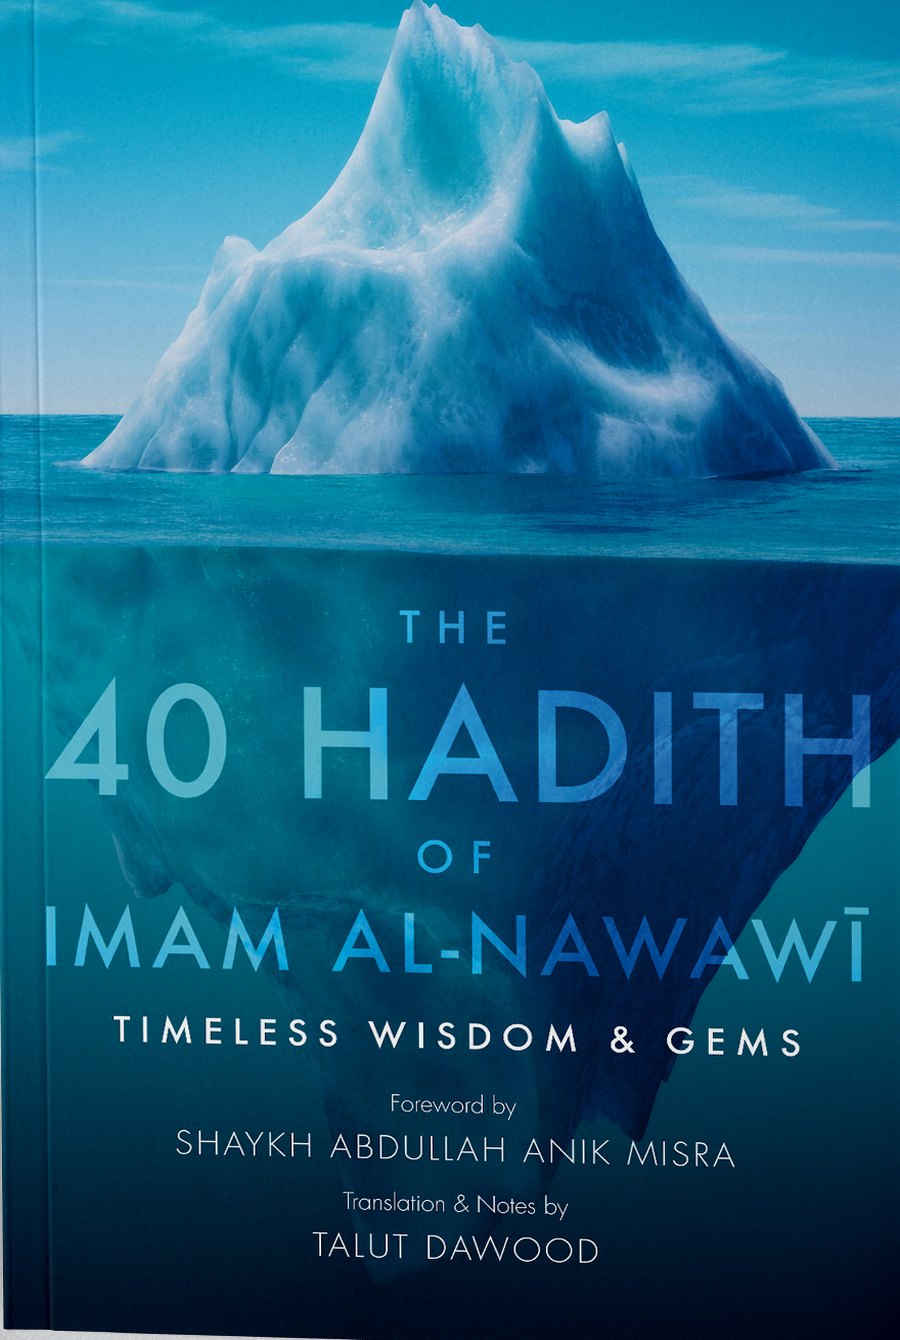 THE
40 HADITH
OF
IMAM AL-NAWAWĪ
TIMELESS WISDOM & GEMS
Foreword by
SHAYKH ABDULLAH ANIK MISRA
Translation & Notes by
TALUT DAWOOD